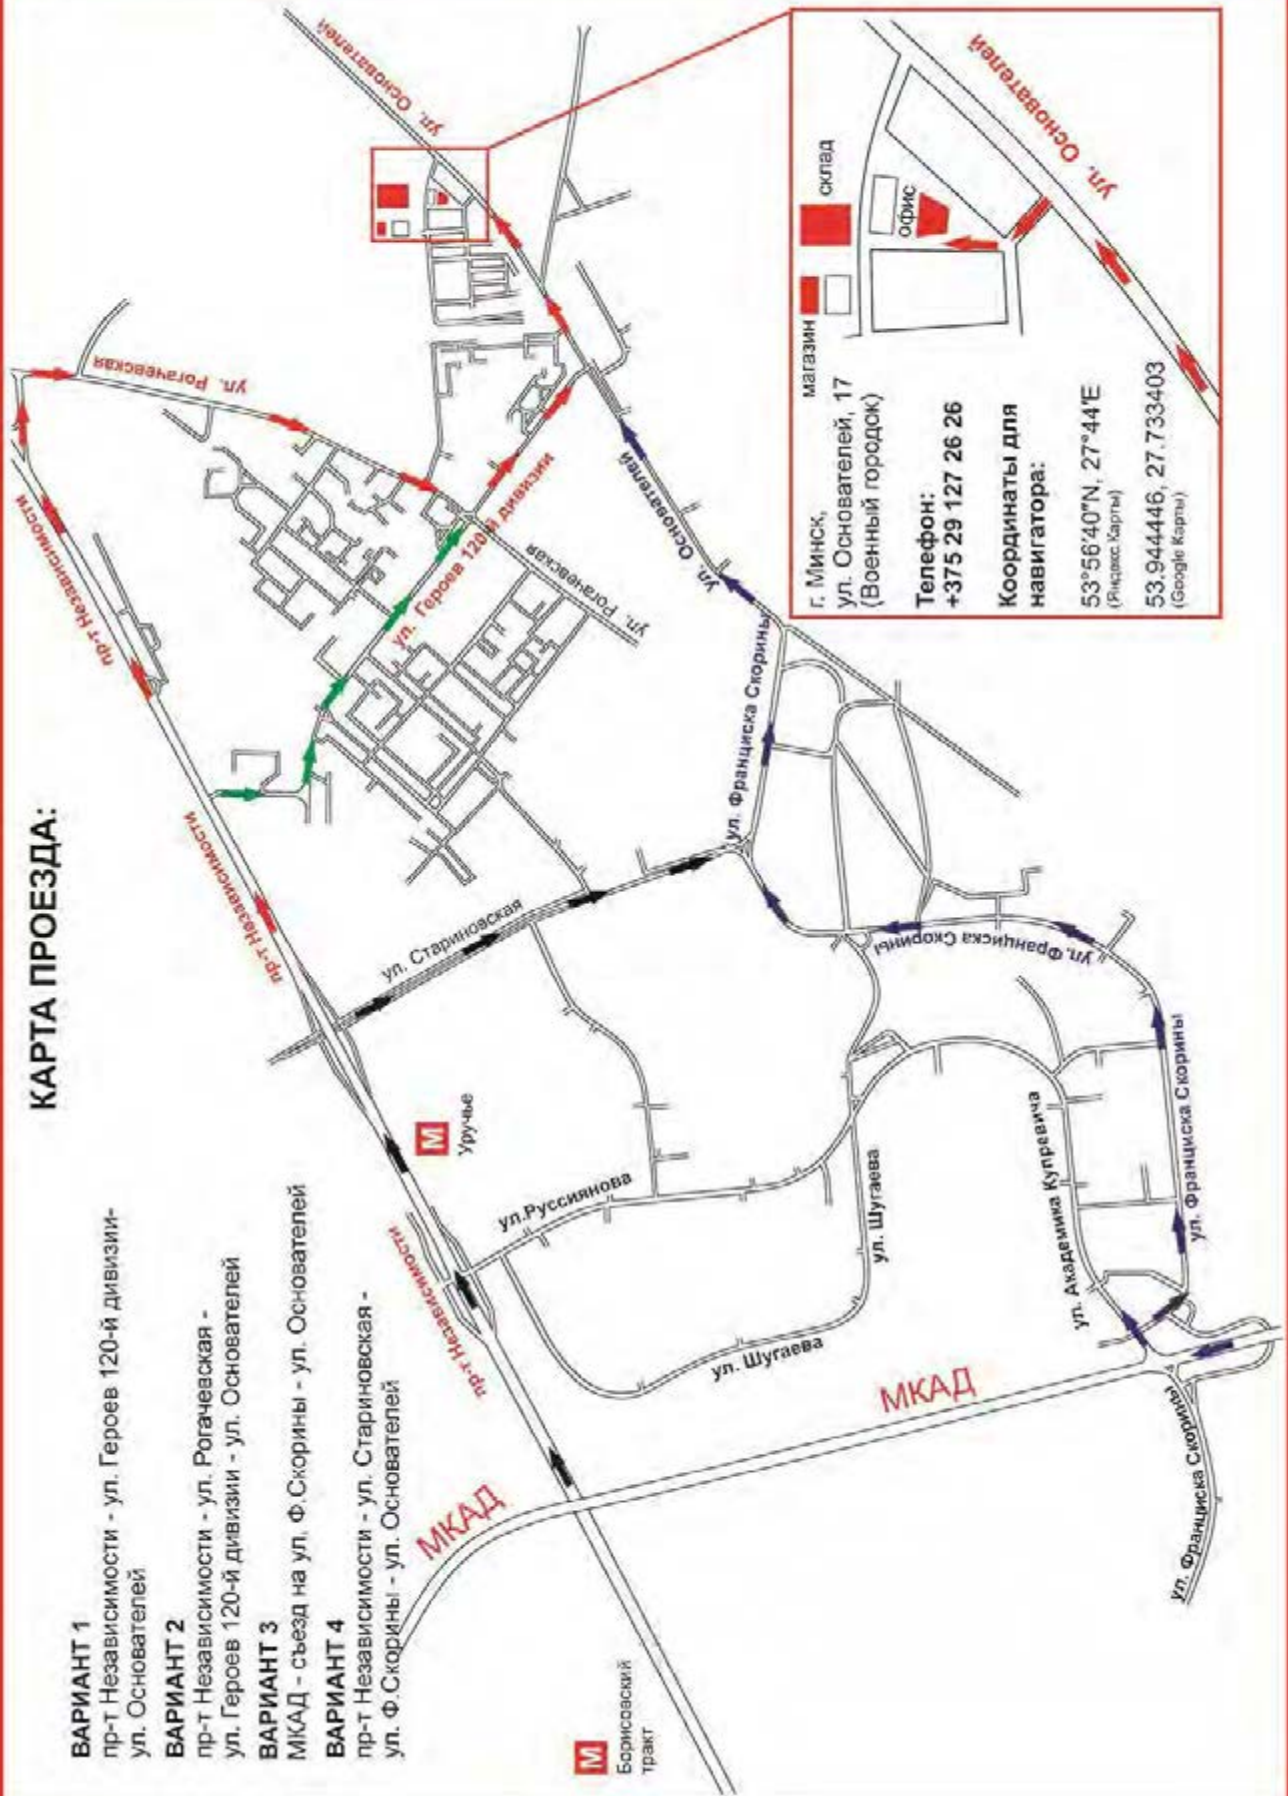 КАРТА ПРОЕЗДА:
ВАРИАНТ 1
пр-т Независимости - ул. Героев 120-й дивизии-
ул. Основателей
ВАРИАНТ 2
пр-т Независимости - ул. Рогачевская -
ул. Героев 120-й дивизии - ул. Основателей
ВАРИАНТ 3
МКАД - съезд на ул. Ф.Скорины - ул. Основателей
ВАРИАНТ 4
пр-т Независимости - ул. Стариновская -
ул. Ф.Скорины - ул. Основателей
М
Борисовский
тракт
МКАД
МКАД
пр-т Независимости
М
Уручье
ул.Руссиянова
ул. Шугаева
ул. Шугаева
ул. Академика Купревича
ул. Франциска Скорины
ул. Франциска Скорины
ул. Франциска Скорины
ул. Франциска Скорины
ул. Стариновская
пр-т Независимости
пр-т Независимости
ул. Рогачевская
ул. Рогачевская
ул. Героев 120-й дивизии
ул. Основателей
ул. Основателей
магазин
склад
офис
ул. Основателей
г. Минск,
ул. Основателей, 17
(Военный городок)
Телефон:
+375 29 127 26 26
Координаты для
навигатора:
53°56'40"N, 27°44'E
(Яндекс Карты)
53.944446, 27.733403
(Google Карты)